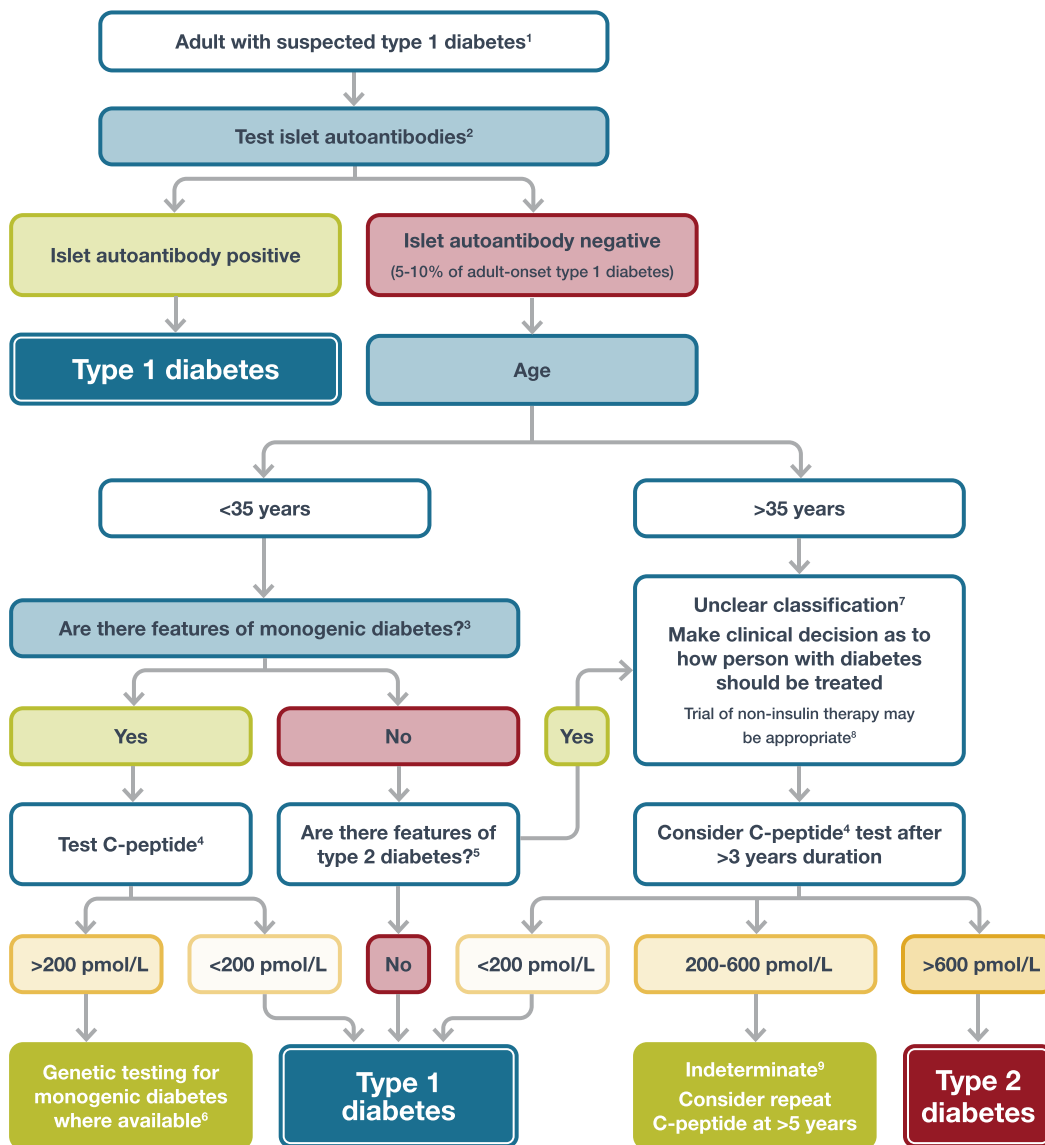 Adult with suspected type 1 diabetes¹
Test islet autoantibodies²
Islet autoantibody positive
Islet autoantibody negative
(5-10% of adult-onset type 1 diabetes)
Type 1 diabetes
Age
<35 years
>35 years
Are there features of monogenic diabetes?³
Unclear classification⁷
Make clinical decision as to
how person with diabetes
should be treated
Trial of non-insulin therapy may
be appropriate⁸
Yes
No
Yes
Test C-peptide⁴
Are there features of
type 2 diabetes?⁵
Consider C-peptide⁴ test after
>3 years duration
>200 pmol/L
<200 pmol/L
No
<200 pmol/L
200-600 pmol/L
>600 pmol/L
Genetic testing for
monogenic diabetes
where available⁶
Type 1
diabetes
Indeterminate⁹
Consider repeat
C-peptide at >5 years
Type 2
diabetes